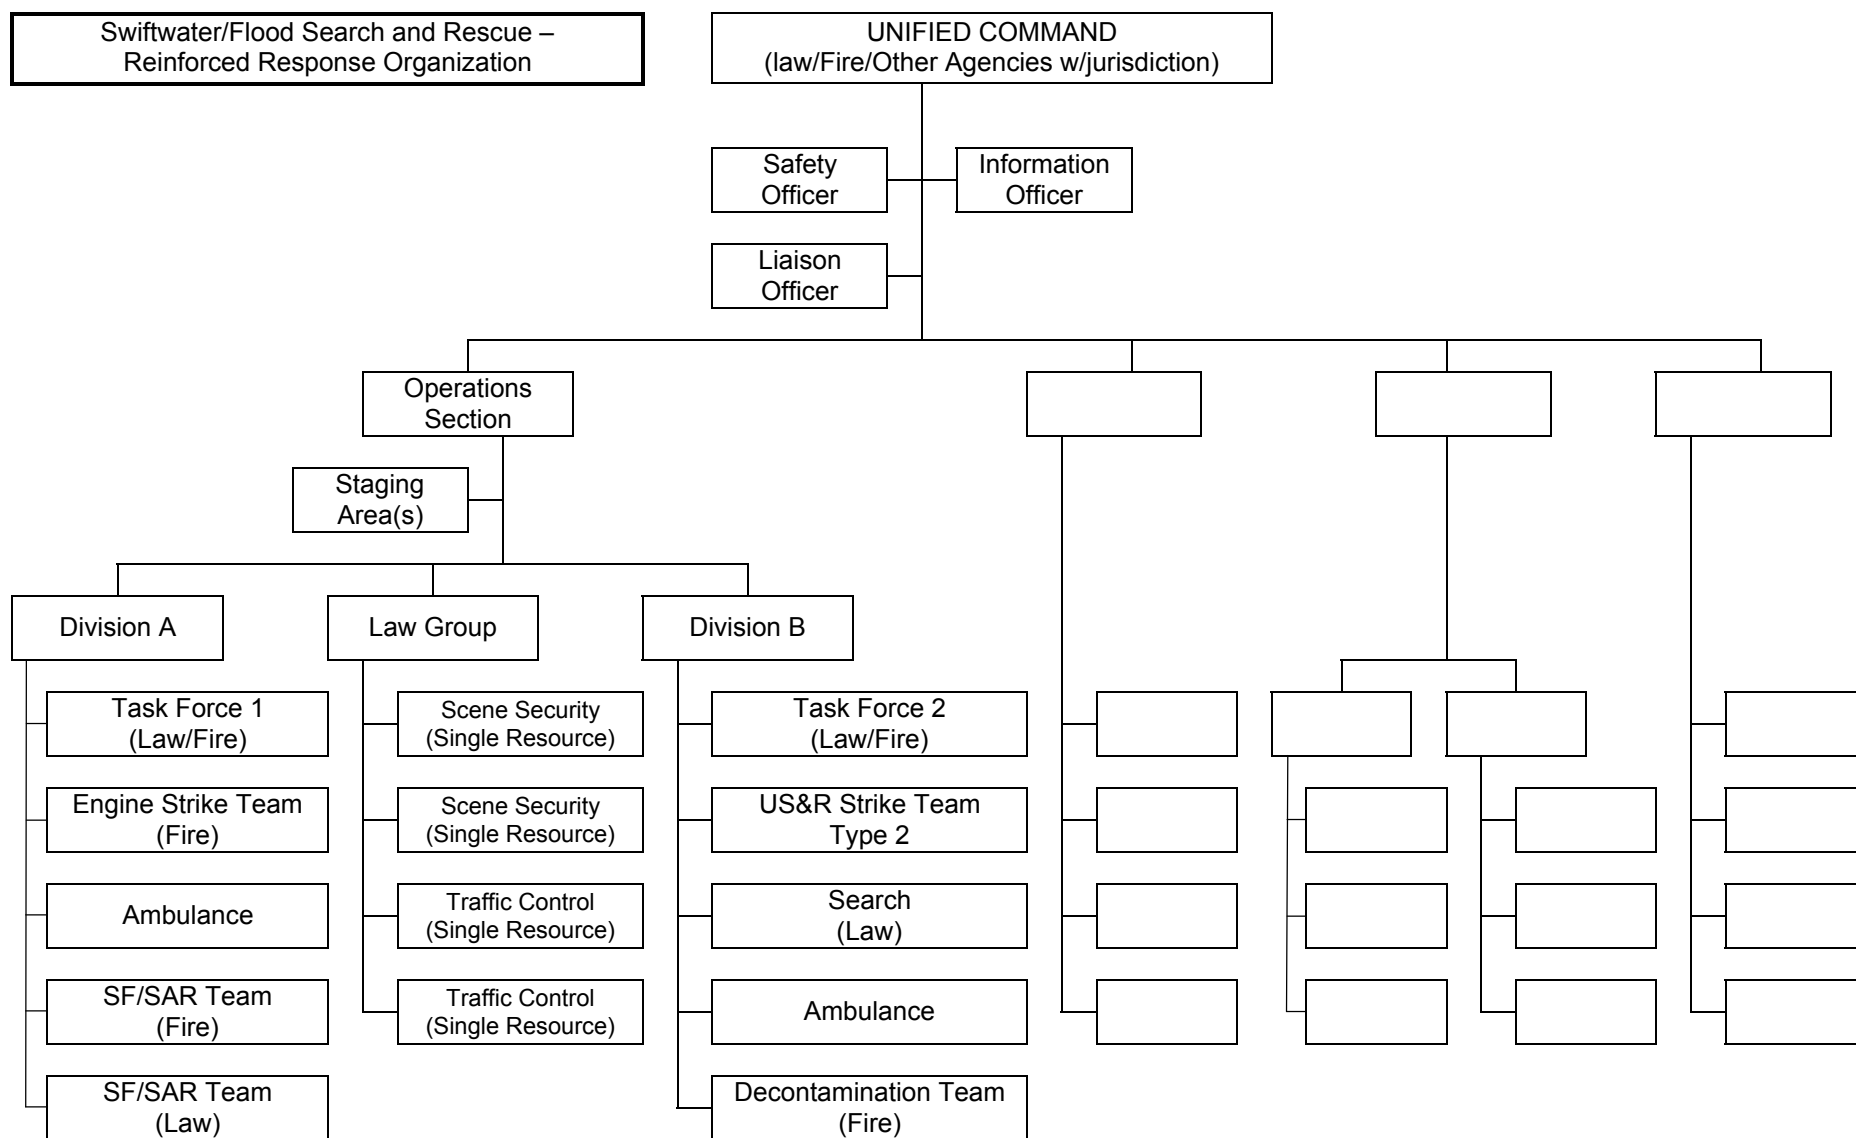 Swiftwater/Flood Search and Rescue –
Reinforced Response Organization
UNIFIED COMMAND
(law/Fire/Other Agencies w/jurisdiction)
Safety
Officer
Information
Officer
Liaison
Officer
Operations
Section
Staging
Area(s)
Division A
Law Group
Division B
Task Force 1
(Law/Fire)
Scene Security
(Single Resource)
Task Force 2
(Law/Fire)
Engine Strike Team
(Fire)
Scene Security
(Single Resource)
US&R Strike Team
Type 2
Ambulance
Traffic Control
(Single Resource)
Search
(Law)
SF/SAR Team
(Fire)
Traffic Control
(Single Resource)
Ambulance
SF/SAR Team
(Law)
Decontamination Team
(Fire)